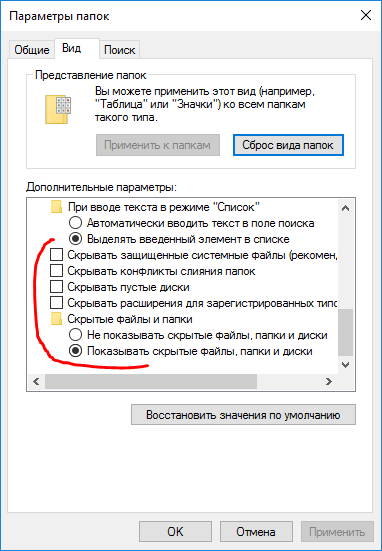 Параметры папок
Общие
Вид
Поиск
Представление папок
Вы можете применить этот вид (например,
"Таблица" или "Значки") ко всем папкам
такого типа.
Применить к папкам
Сброс вида папок
Дополнительные параметры:
При вводе текста в режиме "Список"
Автоматически вводить текст в поле поиска
Выделять введенный элемент в списке
Скрывать защищенные системные файлы (рекомен,
Скрывать конфликты слияния папок
Скрывать пустые диски
Скрывать расширения для зарегистрированных типо
Скрытые файлы и папки
Не показывать скрытые файлы, папки и диски
Показывать скрытые файлы, папки и диски
Восстановить значения по умолчанию
OK
Отмена
Применить